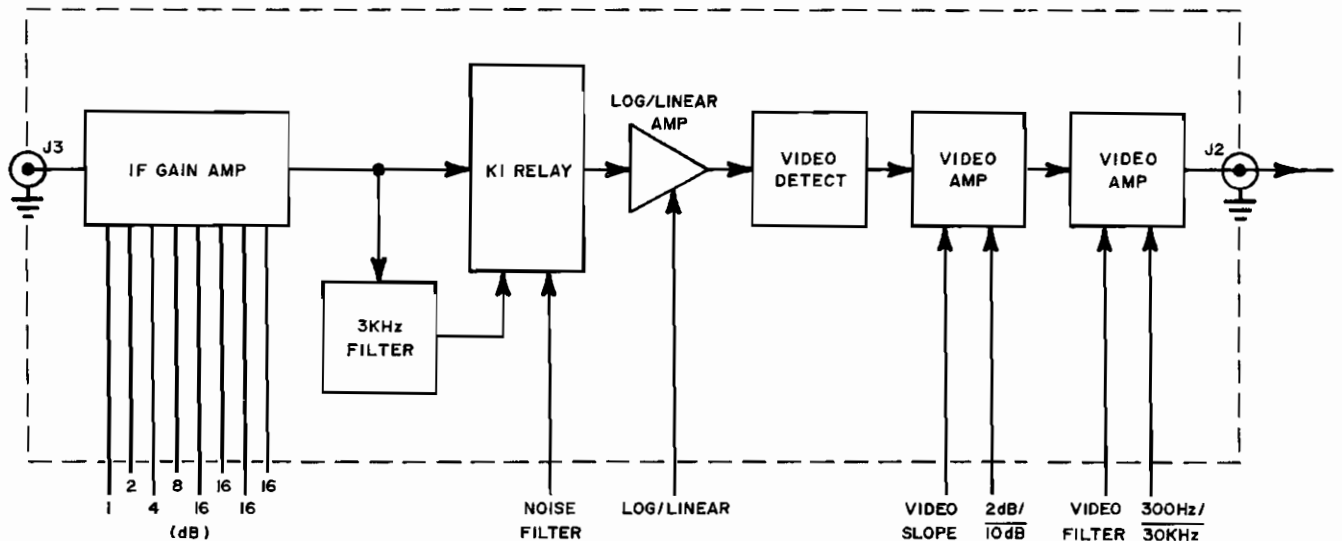 J3
IF GAIN AMP
3KHz
FILTER
K1 RELAY
LOG/LINEAR
AMP
VIDEO
DETECT
VIDEO
AMP
VIDEO
AMP
J2
1 2 4 8 16 16 16 16
(dB)
NOISE
FILTER
LOG/LINEAR
VIDEO
SLOPE
2dB/
10dB
VIDEO
FILTER
300Hz/
30KHz